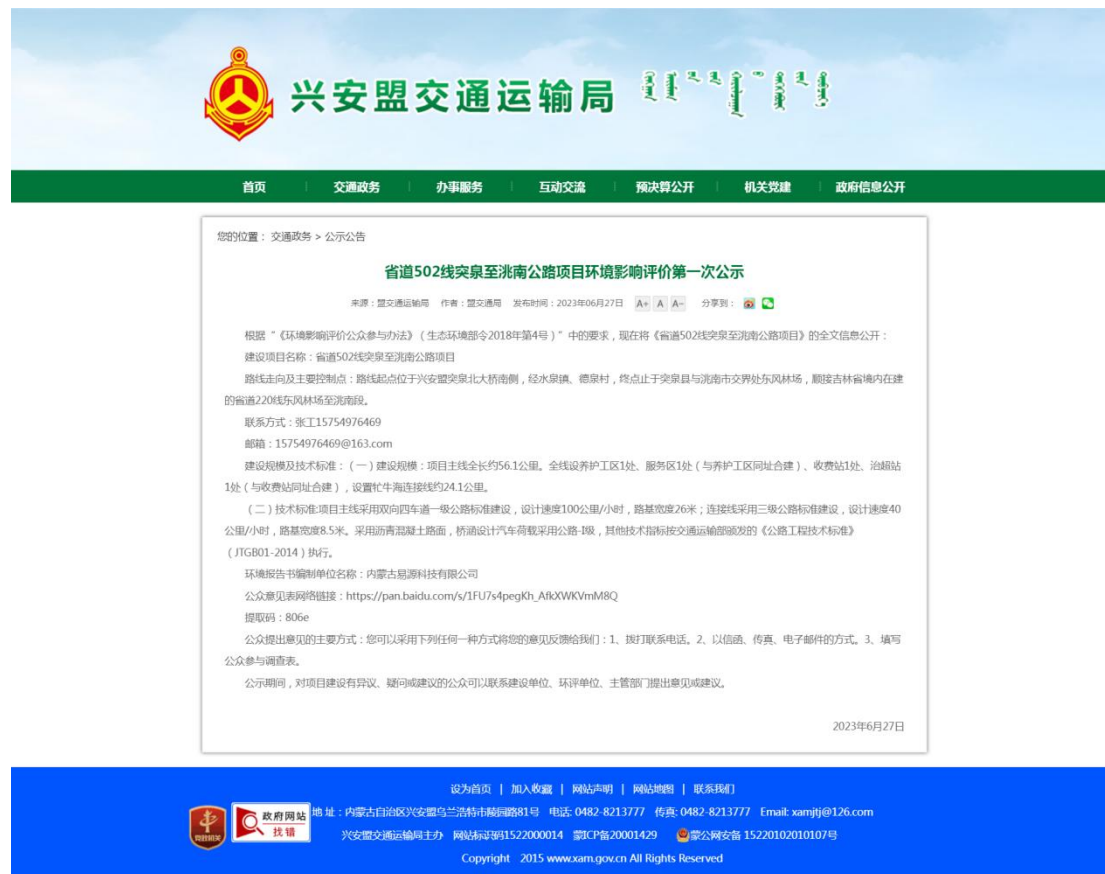 兴安盟交通运输局
首页 交通政务 办事服务 互动交流 预决算公开 机关党建 政府信息公开
您的位置： 交通政务 > 公示公告
省道502线突泉至洮南公路项目环境影响评价第一次公示
来源：盟交通运输局 作者：盟交通局 发布时间：2023年06月27日 A+ A A- 分享到：
根据“《环境影响评价公众参与办法》（生态环境部令2018年第4号）”中的要求，现在将《省道502线突泉至洮南公路项目》的全文信息公开：
建设项目名称：省道502线突泉至洮南公路项目
路线走向及主要控制点：路线起点位于兴安盟突泉北大桥南侧，经水泉镇、德泉村，终点止于突泉县与洮南市交界处东风林场，顺接吉林省境内在建
的省道220线东风林场至洮南段。
联系方式：张工15754976469
邮箱：15754976469@163.com
建设规模及技术标准：（一）建设规模：项目主线全长约56.1公里。全线设养护工区1处、服务区1处（与养护工区同址合建）、收费站1处、治超站
1处（与收费站同址合建），设置牤牛海连接线约24.1公里。
（二）技术标准:项目主线采用双向四车道一级公路标准建设，设计速度100公里/小时，路基宽度26米；连接线采用三级公路标准建设，设计速度40
公里/小时，路基宽度8.5米。采用沥青混凝土路面，桥涵设计汽车荷载采用公路-I级，其他技术指标按交通运输部颁发的《公路工程技术标准》
（JTGB01-2014）执行。
环境报告书编制单位名称：内蒙古易源科技有限公司
公众意见表网络链接：https://pan.baidu.com/s/1FU7s4pegKh_AfkXWKVmM8Q
提取码：806e
公众提出意见的主要方式：您可以采用下列任何一种方式将您的意见反馈给我们：1、拨打联系电话。2、以信函、传真、电子邮件的方式。3、填写
公众参与调查表。
公示期间，对项目建设有异议、疑问或建议的公众可以联系建设单位、环评单位、主管部门提出意见或建议。
2023年6月27日
设为首页 | 加入收藏 | 网站声明 | 网站地图 | 联系我们
党政机关 政府网站 找错 地 址：内蒙古自治区兴安盟乌兰浩特市陵园路81号 电话: 0482-8213777 传真: 0482-8213777 Email: xamjtj@126.com
兴安盟交通运输局主办 网站标识码1522000014 蒙ICP备20001429 蒙公网安备 15220102010107号
Copyright 2015 www.xam.gov.cn All Rights Reserved